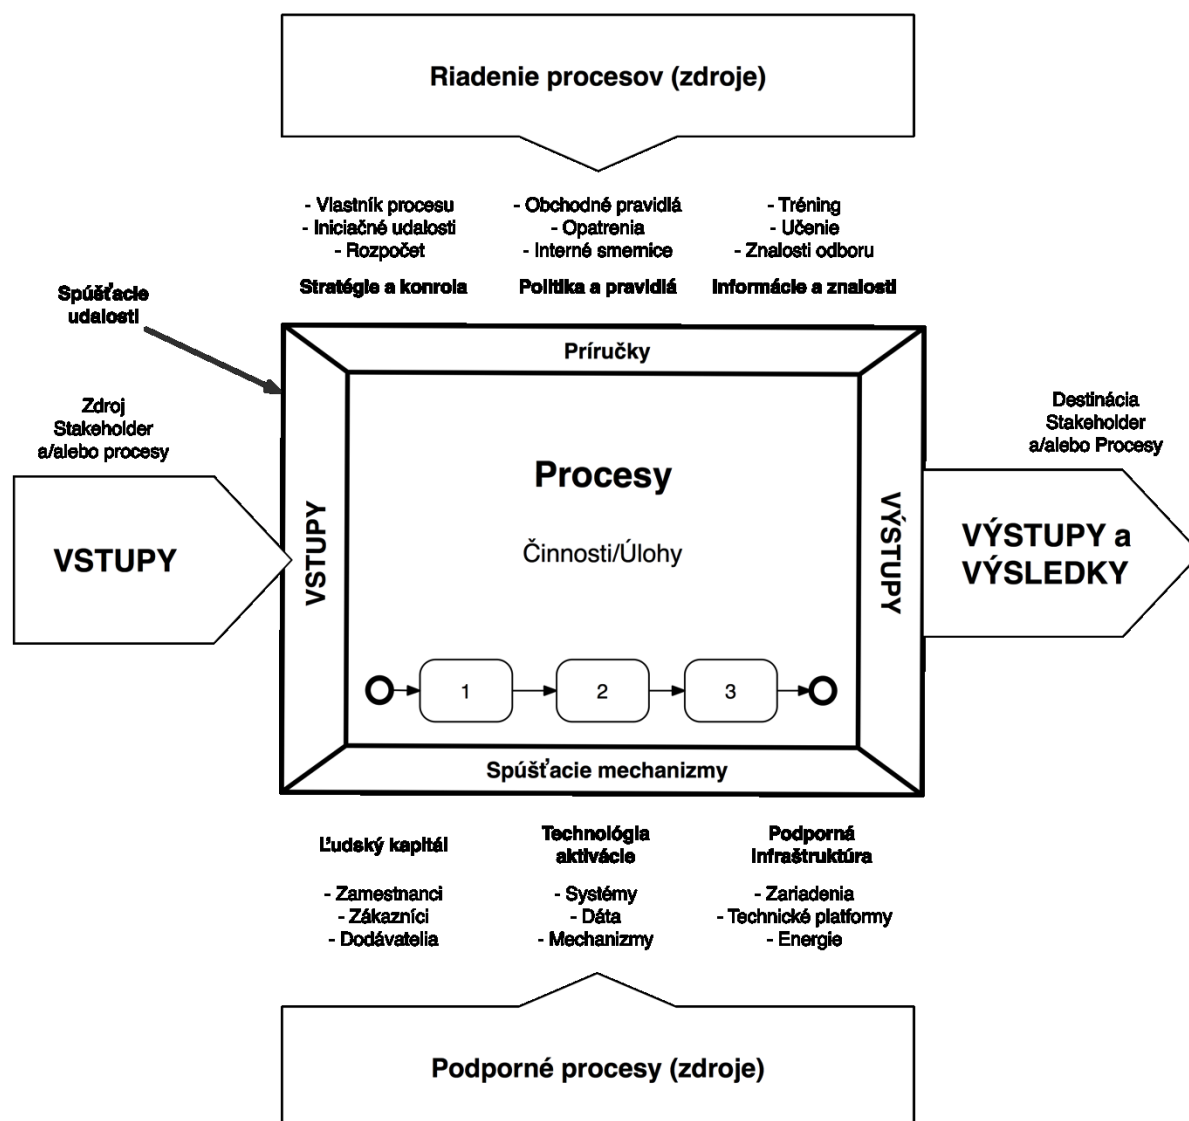 Riadenie procesov (zdroje)
- Vlastník procesu
- Iniciačné udalosti
- Rozpočet
Stratégie a konrola
- Obchodné pravidlá
- Opatrenia
- Interné smernice
Politika a pravidlá
- Tréning
- Učenie
- Znalosti odboru
Informácie a znalosti
Spúšťacie
udalosti
Príručky
Zdroj
Stakeholder
a/alebo procesy
VSTUPY
VSTUPY
Procesy
Činnosti/Úlohy
1
2
3
VÝSTUPY
Destinácia
Stakeholder
a/alebo Procesy
VÝSTUPY a
VÝSLEDKY
Spúšťacie mechanizmy
Ľudský kapitál
- Zamestnanci
- Zákazníci
- Dodávatelia
Technológia
aktivácie
- Systémy
- Dáta
- Mechanizmy
Podporná
infraštruktúra
- Zariadenia
- Technické platformy
- Energie
Podporné procesy (zdroje)